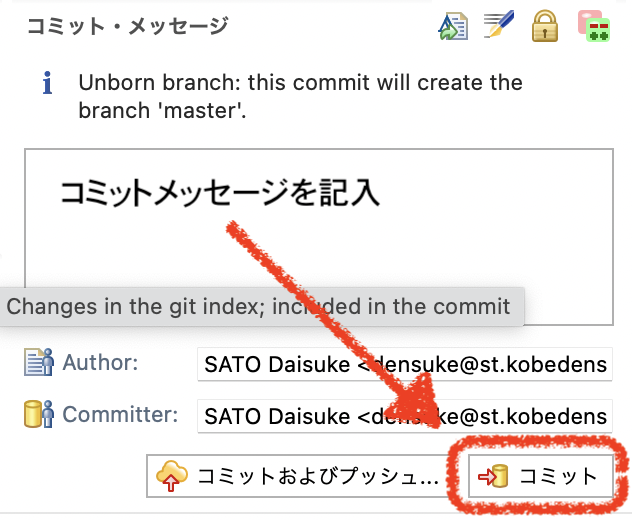 コミット・メッセージ
Unborn branch: this commit will create the
branch 'master'.
コミットメッセージを記入
Changes in the git index; included in the commit
Author:
SATO Daisuke <densuke@st.kobedens
Committer:
SATO Daisuke <densuke@st.kobedens
コミットおよびプッシュ...
コミット